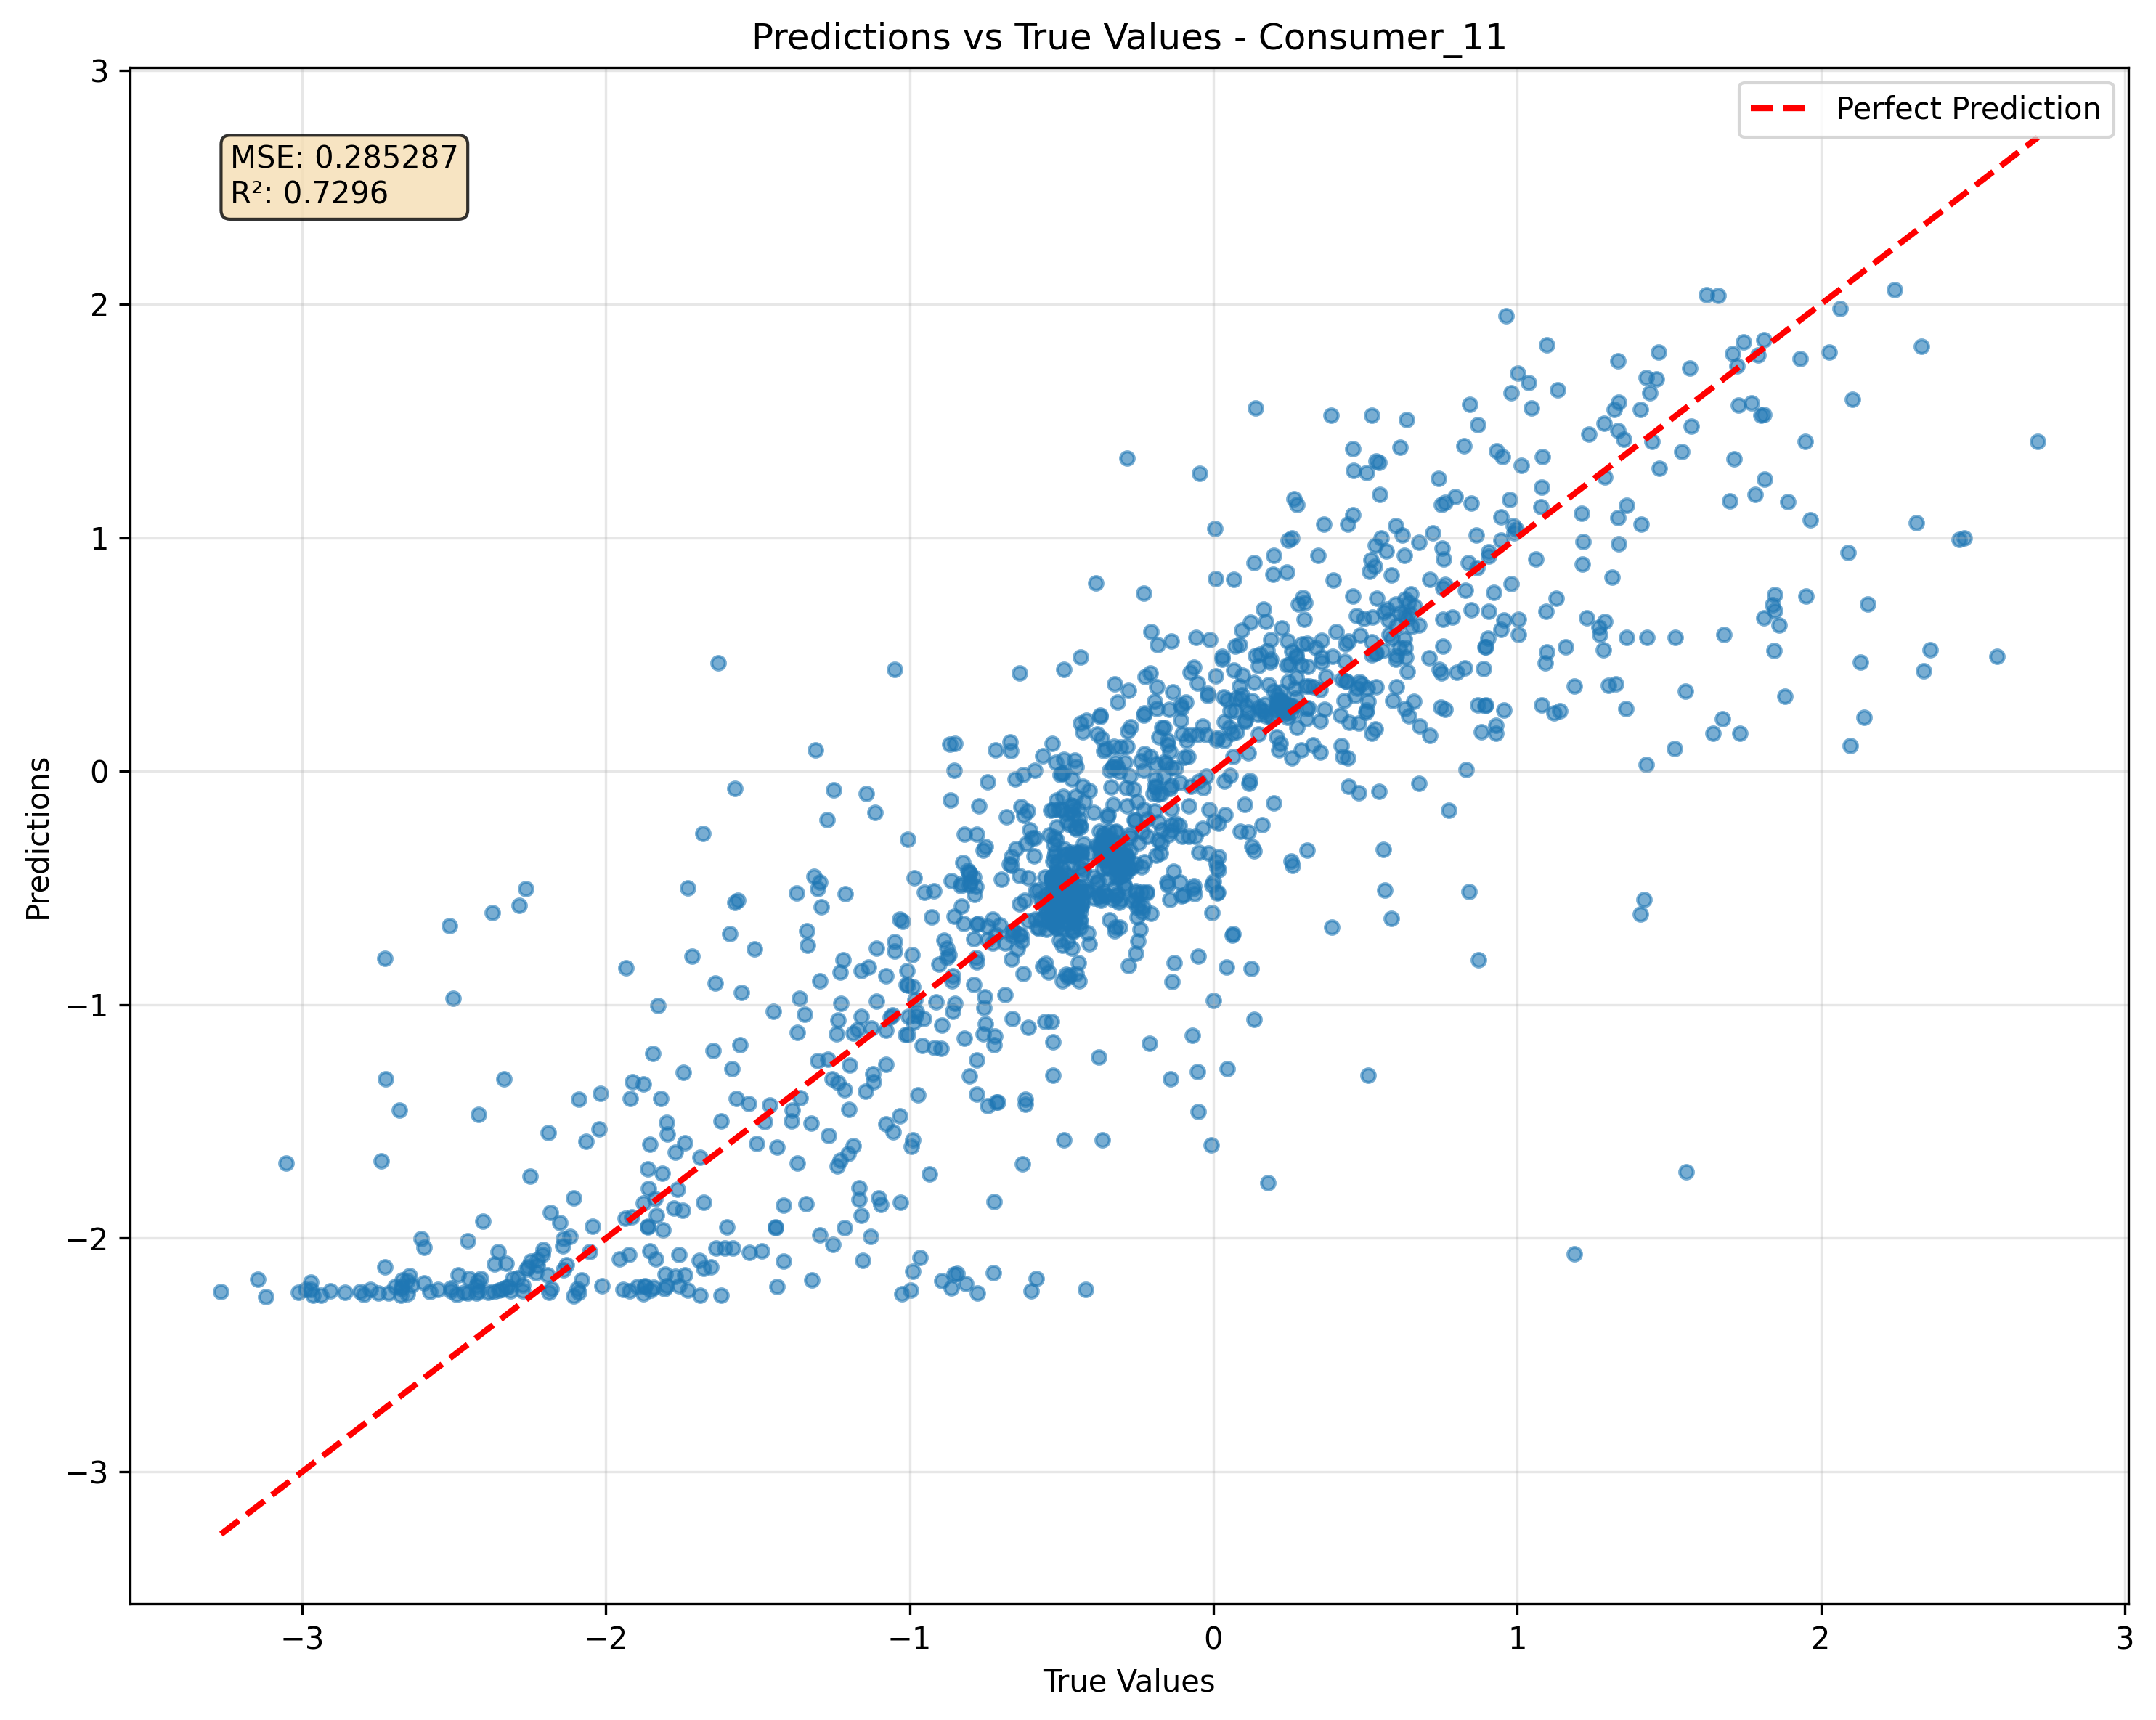 Predictions vs True Values - Consumer_11
MSE: 0.285287
R²: 0.7296
Perfect Prediction
Predictions
3
2
1
0
−1
−2
−3
−3
−2
−1
0
1
2
3
True Values